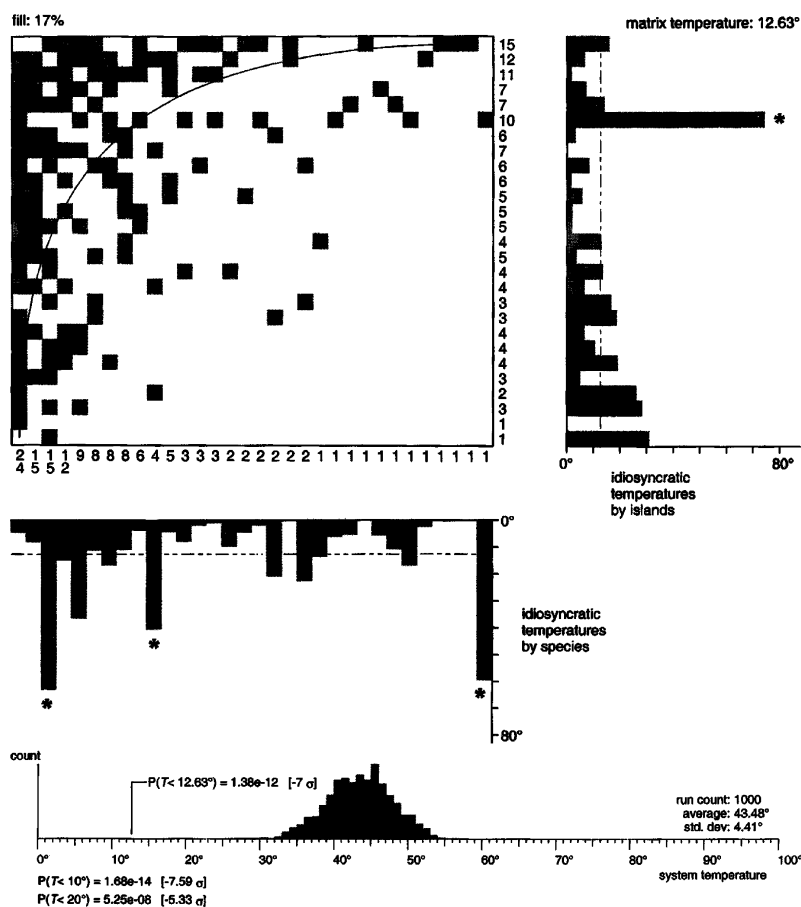 fill: 17%
matrix temperature: 12.63°
15
12
11
7
7
10
6
7
6
6
5
5
5
4
5
4
4
3
3
4
4
4
3
2
3
1
1
*
2 1 1 1 9 8 8 8 6 4 5 3 3 3 2 2 2 2 2 2 1 1 1 1 1 1 1 1 1 1 1 1
4 5 5 2
0° 80°
idiosyncratic
temperatures
by islands
0°
idiosyncratic
temperatures
by species
*
*
*
80°
count
P(T< 12.63°) = 1.38e-12 [-7 σ]
run count: 1000
average: 43.48°
std. dev: 4.41°
0° 10° 20° 30° 40° 50° 60° 70° 80° 90° 100°
system temperature
P(T< 10°) = 1.68e-14 [-7.59 σ]
P(T< 20°) = 5.25e-08 [-5.33 σ]